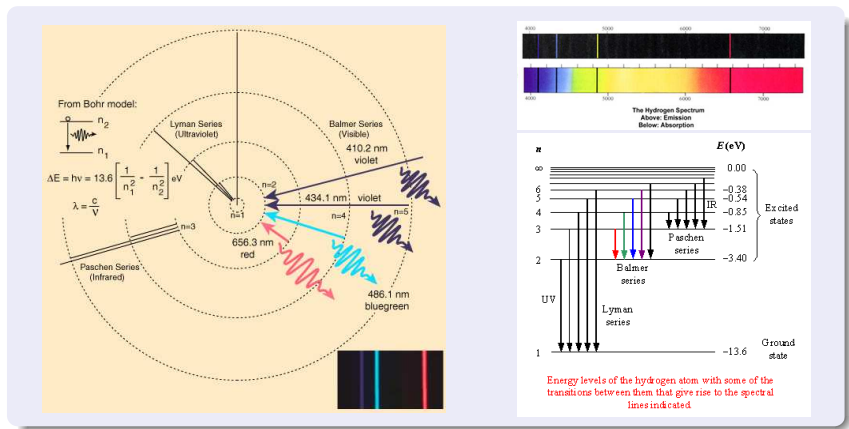 From Bohr model:
n2
n1
ΔE = hν = 13.6 [ 1/n1² - 1/n2² ] eV
λ = c/ν
Lyman Series
(Ultraviolet)
Balmer Series
(Visible)
410.2 nm
violet
n=2
434.1 nm violet
n=1
n=4
n=5
n=3
656.3 nm
red
Paschen Series
(Infrared)
486.1 nm
bluegreen
4000 5000 6000 7000
4000 5000 6000 7000
The Hydrogen Spectrum
Above: Emission
Below: Absorption
n E (eV)
∞ 0.00
6 −0.38
5 −0.54
IR
4 −0.85
Excited
states
3 −1.51
Paschen
series
2 −3.40
Balmer
series
UV
Lyman
series
1 −13.6
Ground
state
Energy levels of the hydrogen atom with some of the
transitions between them that give rise to the spectral
lines indicated